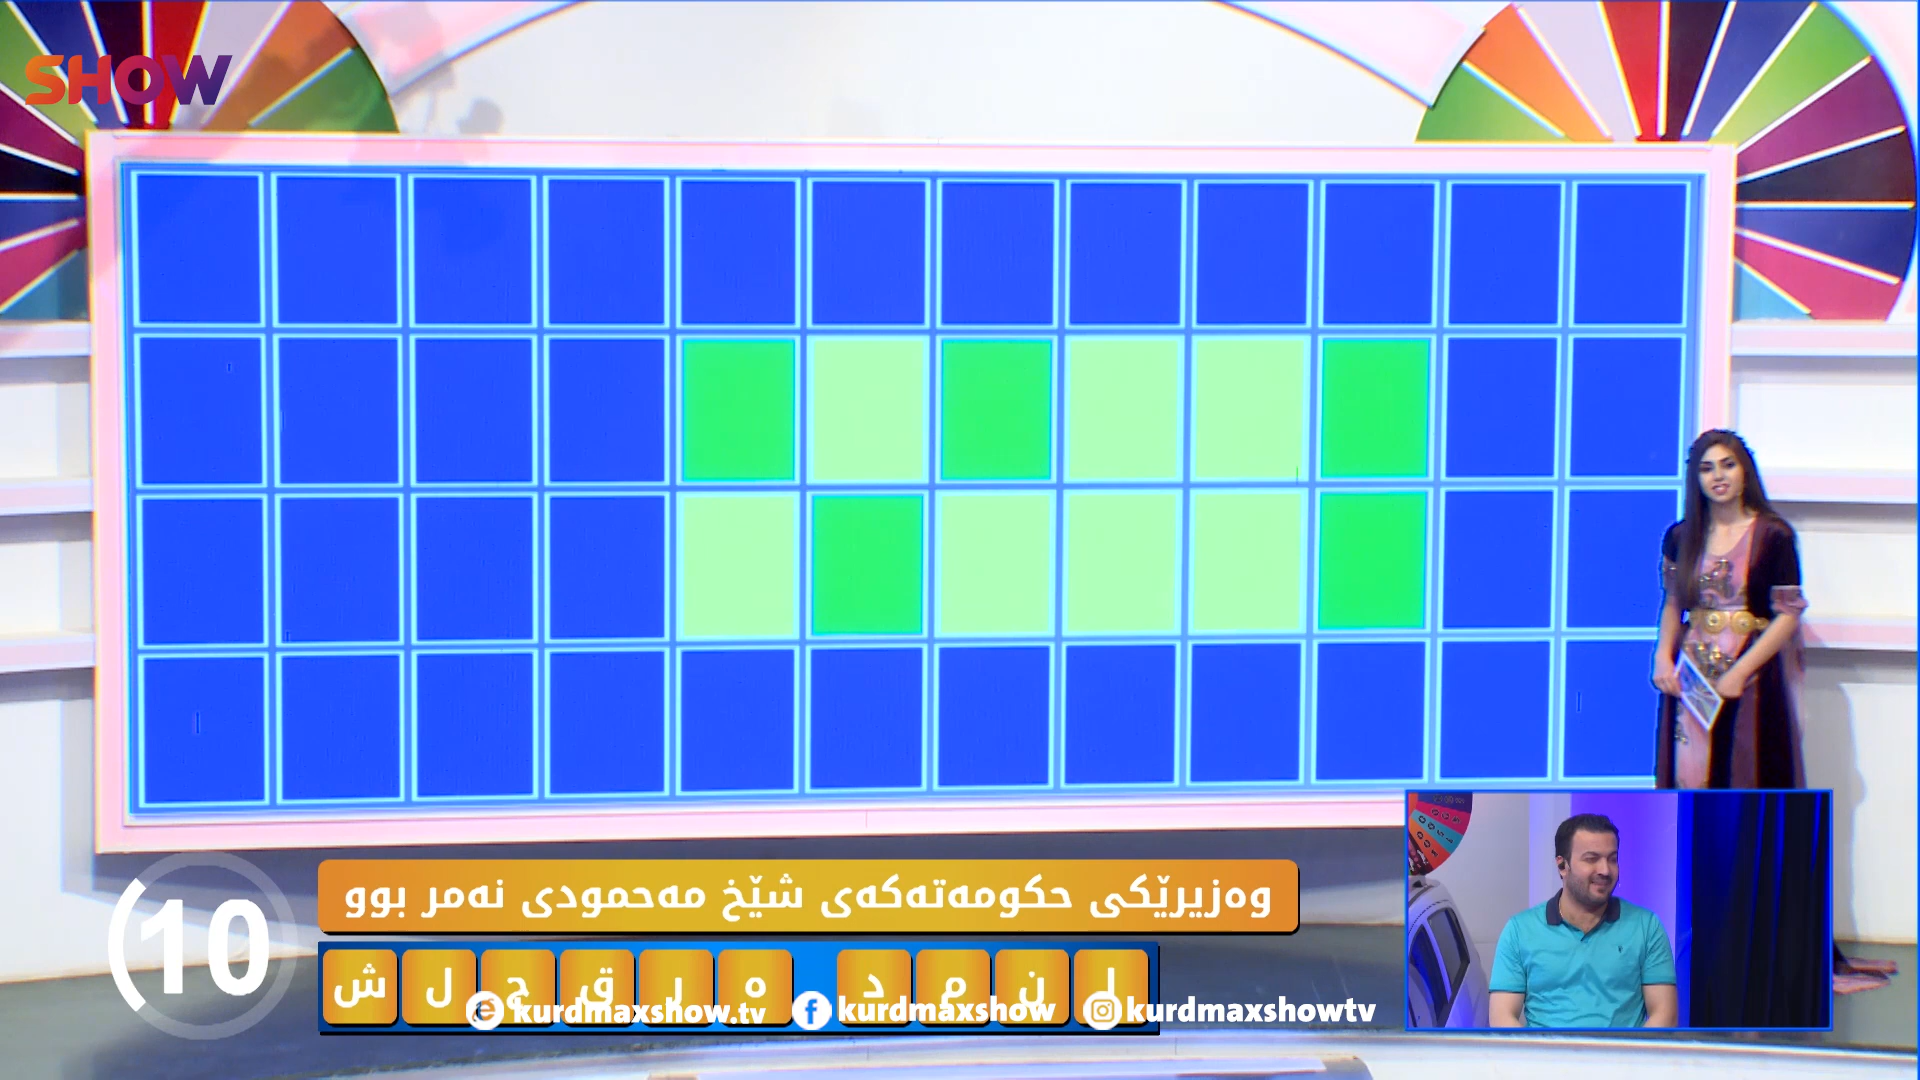 SHOW
10
وەزیرێکی حکومەتەکەی شێخ مەحمودی نەمر بوو
ا ن م د ە ر ق ح ل ش
kurdmaxshow.tv kurdmaxshow kurdmaxshowtv